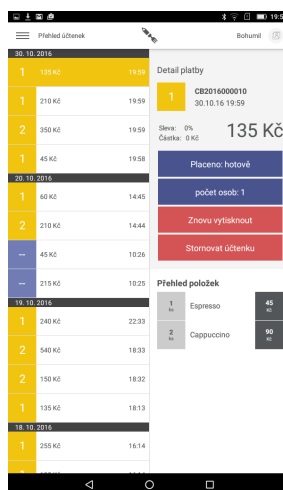 19:5
Přehled účtenek
Bohumil
30. 10. 2016
1 135 Kč 19:59
1 210 Kč 19:59
2 350 Kč 19:59
1 45 Kč 19:58
20. 10. 2016
1 60 Kč 14:45
2 210 Kč 14:44
-- 45 Kč 10:26
-- 215 Kč 10:25
19. 10. 2016
1 240 Kč 22:33
2 540 Kč 18:33
2 150 Kč 18:32
1 135 Kč 18:13
18. 10. 2016
1 255 Kč 16:14
Detail platby
1 CB2016000010
30.10.16 19:59
Sleva: 0%
Částka: 0 Kč
135 Kč
Placeno: hotově
počet osob: 1
Znovu vytisknout
Stornovat účtenku
Přehled položek
1 ks Espresso 45 Kč
2 ks Cappuccino 90 Kč